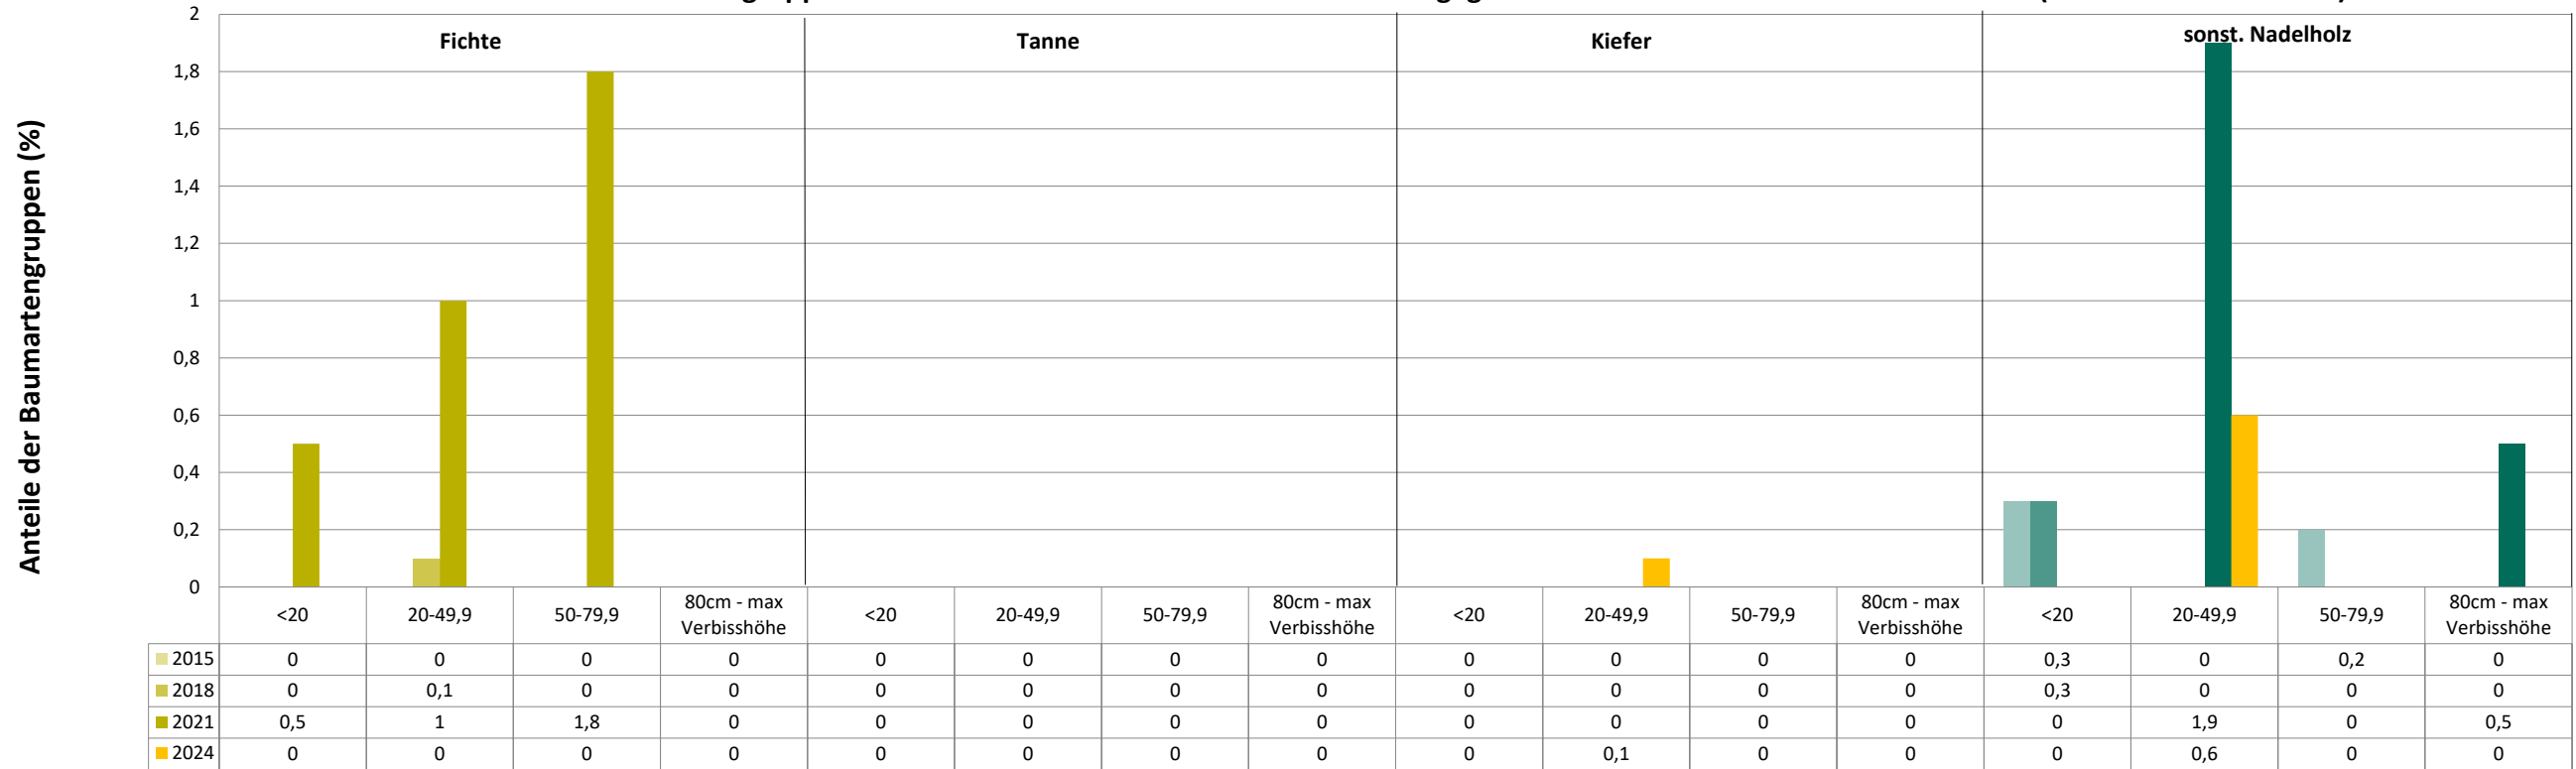 2
Fichte Tanne Kiefer sonst. Nadelholz
1,8
1,6
1,4
1,2
1
0,8
0,6
0,4
0,2
0
Anteile der Baumartengruppen (%)
<20 20-49,9 50-79,9 80cm - max <20 20-49,9 50-79,9 80cm - max <20 20-49,9 50-79,9 80cm - max <20 20-49,9 50-79,9 80cm - max
Verbisshöhe Verbisshöhe Verbisshöhe Verbisshöhe
2015 0 0 0 0 0 0 0 0 0 0 0 0 0,3 0 0,2 0
2018 0 0,1 0 0 0 0 0 0 0 0 0 0 0,3 0 0 0
2021 0,5 1 1,8 0 0 0 0 0 0 0 0 0 0 1,9 0 0,5
2024 0 0 0 0 0 0 0 0 0 0,1 0 0 0 0,6 0 0